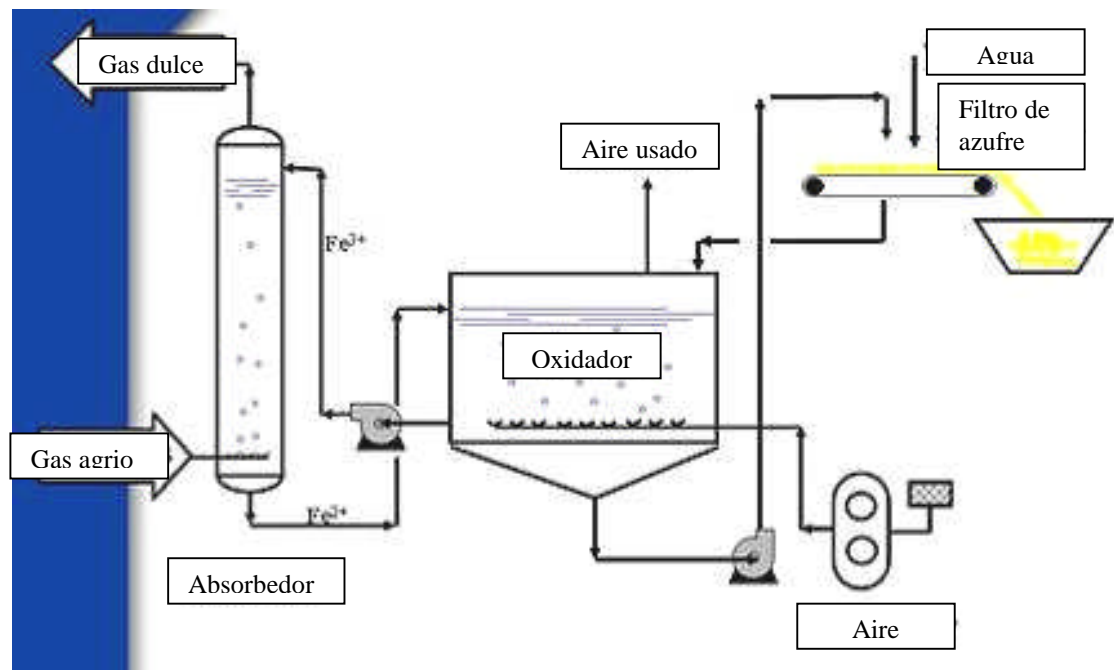 Gas dulce
Agua
Filtro de
azufre
Aire usado
Fe³⁺
Oxidador
Gas agrio
Fe²⁺
Absorbedor
Aire